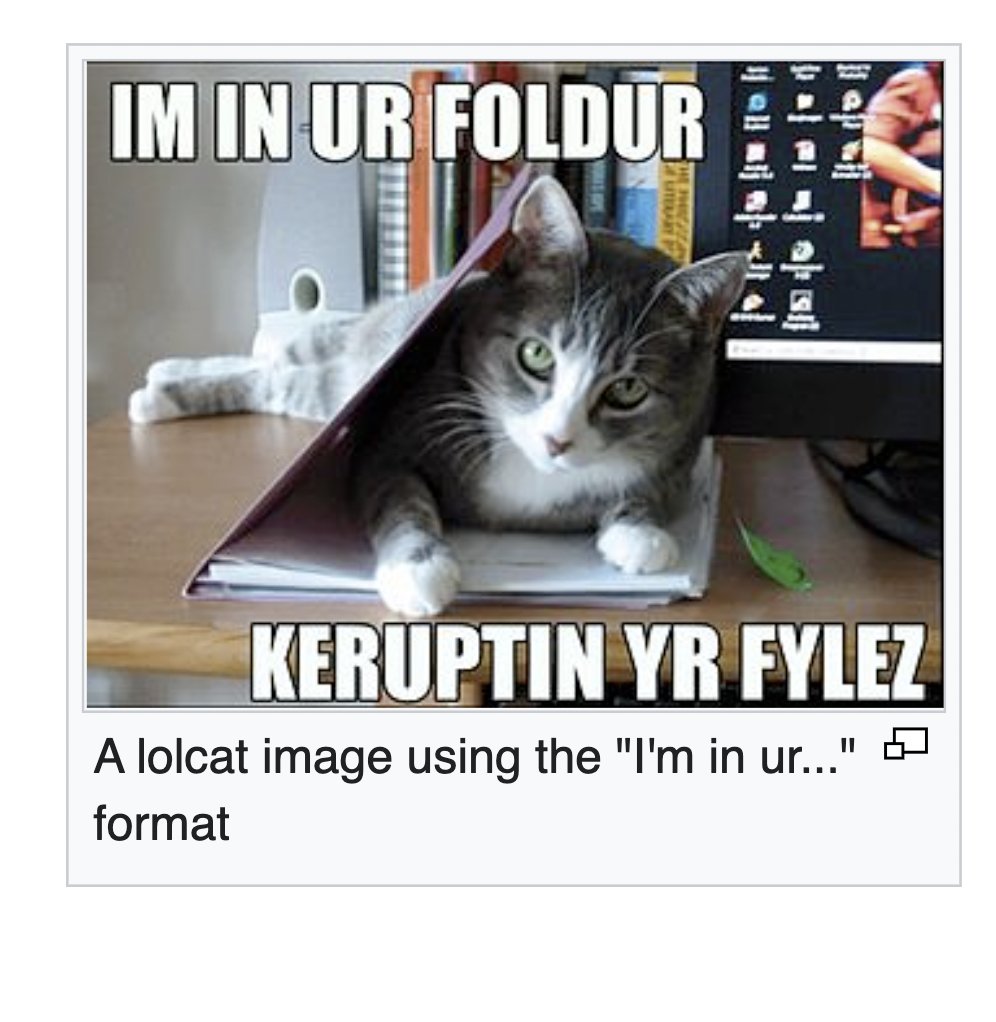 IM IN UR FOLDUR
KERUPTIN YR FYLEZ
A lolcat image using the "I'm in ur..."
format